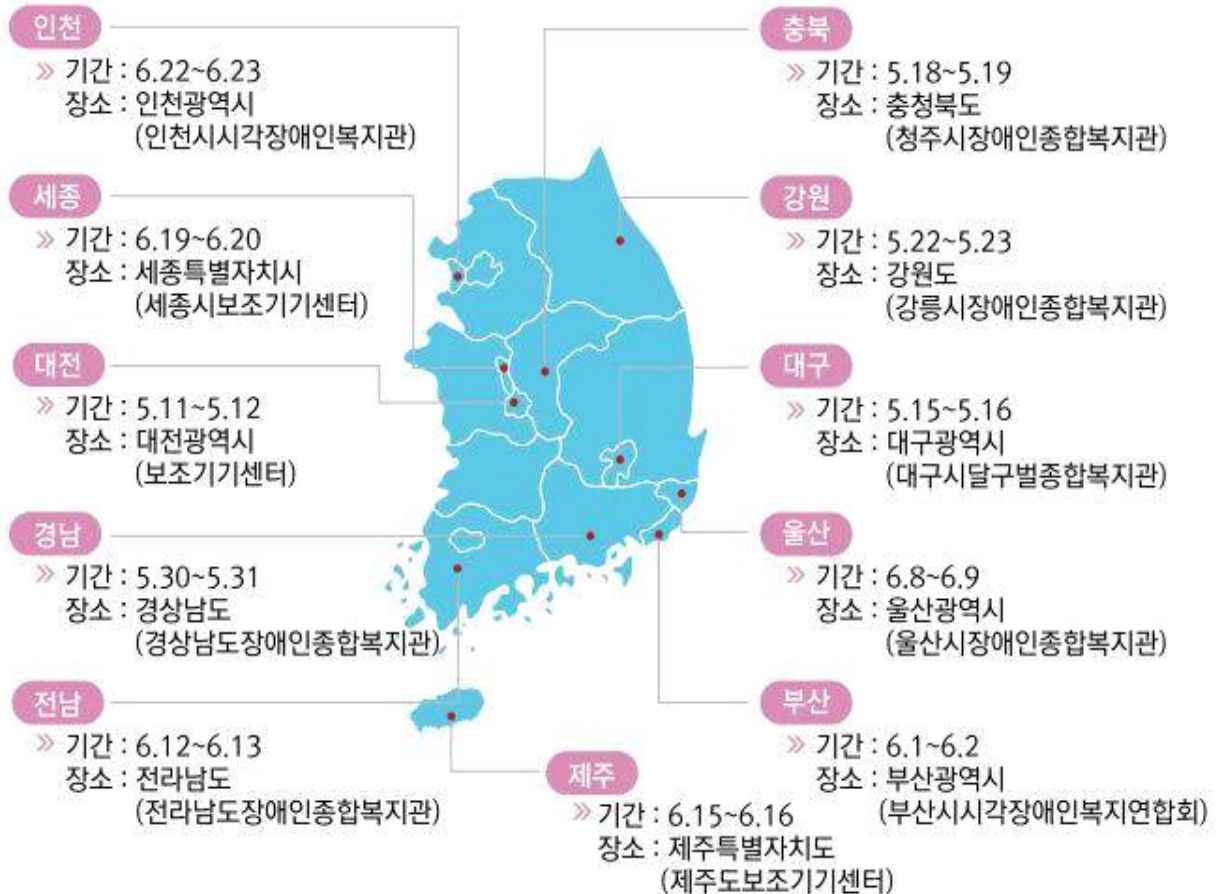 인천
» 기간 : 6.22~6.23
장소 : 인천광역시
(인천시시각장애인복지관)
세종
» 기간 : 6.19~6.20
장소 : 세종특별자치시
(세종시보조기기센터)
대전
» 기간 : 5.11~5.12
장소 : 대전광역시
(보조기기센터)
경남
» 기간 : 5.30~5.31
장소 : 경상남도
(경상남도장애인종합복지관)
전남
» 기간 : 6.12~6.13
장소 : 전라남도
(전라남도장애인종합복지관)
충북
» 기간 : 5.18~5.19
장소 : 충청북도
(청주시장애인종합복지관)
강원
» 기간 : 5.22~5.23
장소 : 강원도
(강릉시장애인종합복지관)
대구
» 기간 : 5.15~5.16
장소 : 대구광역시
(대구시달구벌종합복지관)
울산
» 기간 : 6.8~6.9
장소 : 울산광역시
(울산시장애인종합복지관)
부산
» 기간 : 6.1~6.2
장소 : 부산광역시
(부산시시각장애인복지연합회)
제주
» 기간 : 6.15~6.16
장소 : 제주특별자치도
(제주도보조기기센터)